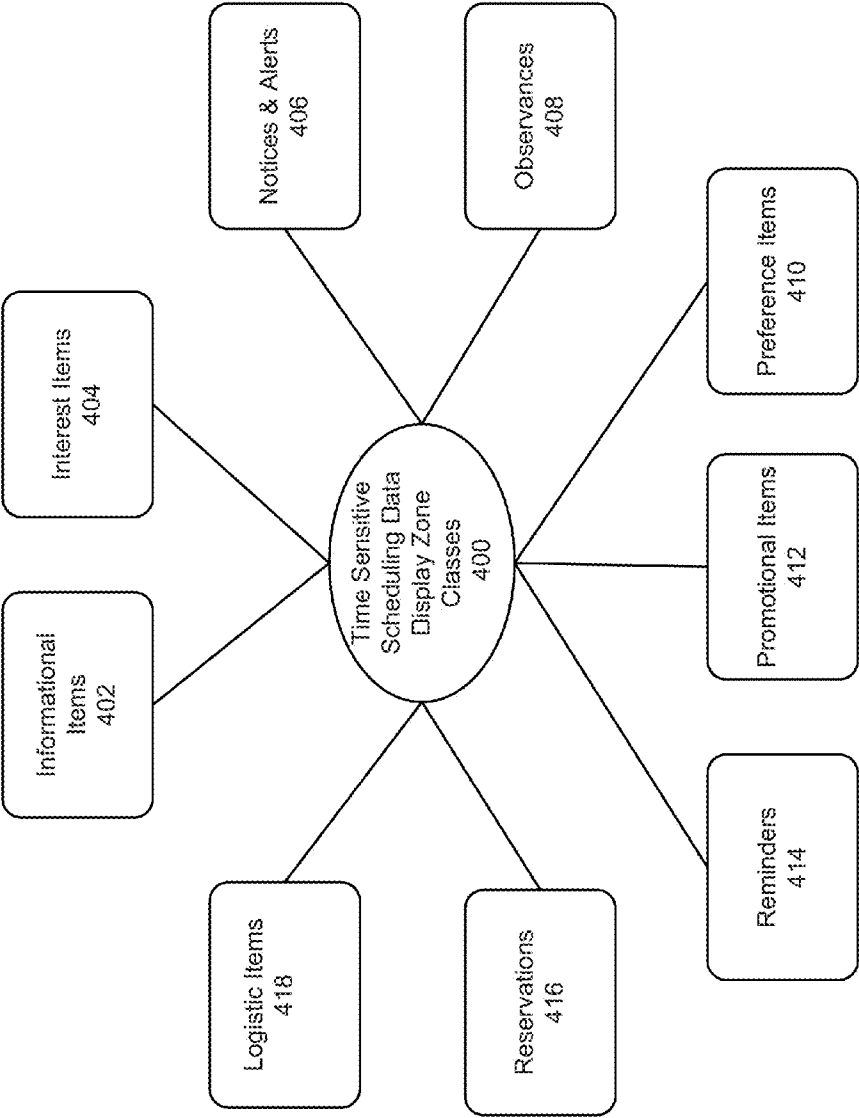 Informational
Items
402
Interest Items
404
Notices & Alerts
406
Observances
408
Preference Items
410
Promotional Items
412
Reminders
414
Reservations
416
Logistic Items
418
Time Sensitive
Scheduling Data
Display Zone
Classes
400